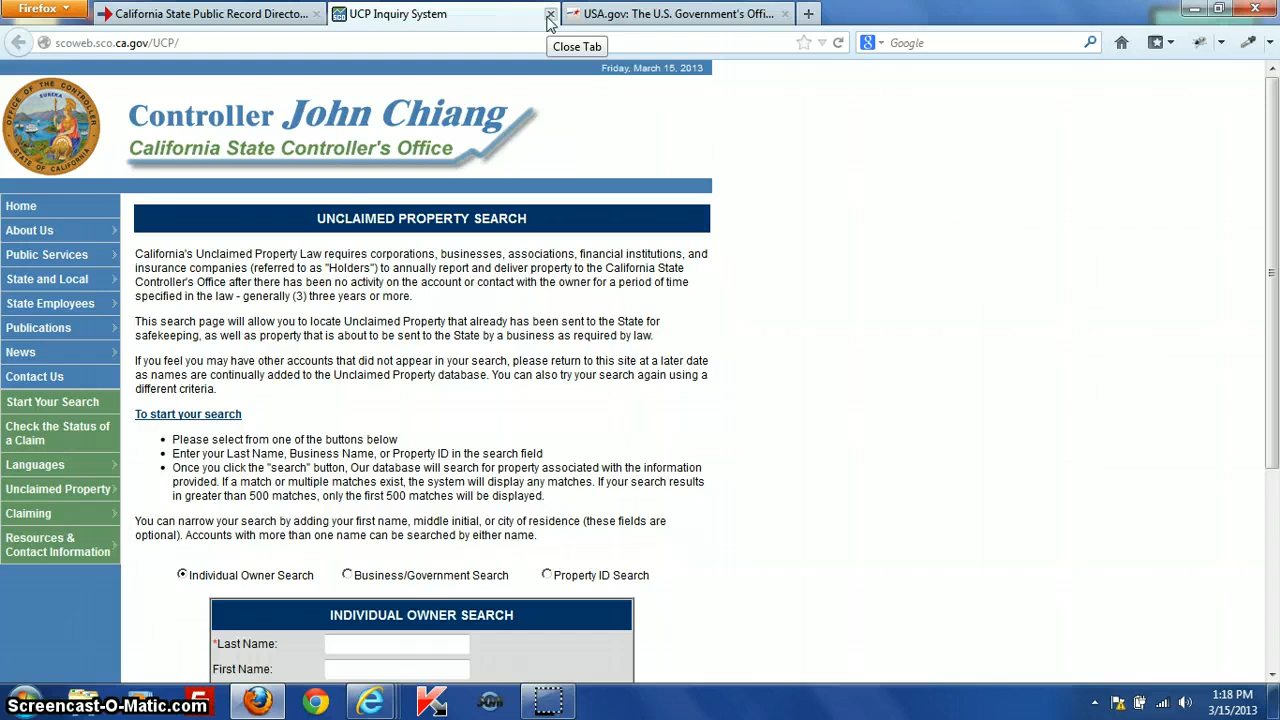 Firefox
California State Public Record Directo...
UCP Inquiry System
USA.gov: The U.S. Government's Offi...
scoweb.sco.ca.gov/UCP/
Google
Close Tab
Friday, March 15, 2013
OFFICE OF THE CONTROLLER
EUREKA
STATE OF CALIFORNIA
Controller John Chiang
California State Controller's Office
Home
About Us
Public Services
State and Local
State Employees
Publications
News
Contact Us
Start Your Search
Check the Status of
a Claim
Languages
Unclaimed Property
Claiming
Resources &
Contact Information
UNCLAIMED PROPERTY SEARCH
California's Unclaimed Property Law requires corporations, businesses, associations, financial institutions, and
insurance companies (referred to as "Holders") to annually report and deliver property to the California State
Controller's Office after there has been no activity on the account or contact with the owner for a period of time
specified in the law - generally (3) three years or more.
This search page will allow you to locate Unclaimed Property that already has been sent to the State for
safekeeping, as well as property that is about to be sent to the State by a business as required by law.
If you feel you may have other accounts that did not appear in your search, please return to this site at a later date
as names are continually added to the Unclaimed Property database. You can also try your search again using a
different criteria.
To start your search
• Please select from one of the buttons below
• Enter your Last Name, Business Name, or Property ID in the search field
• Once you click the "search" button, Our database will search for property associated with the information
provided. If a match or multiple matches exist, the system will display any matches. If your search results
in greater than 500 matches, only the first 500 matches will be displayed.
You can narrow your search by adding your first name, middle initial, or city of residence (these fields are
optional). Accounts with more than one name can be searched by either name.
Individual Owner Search Business/Government Search Property ID Search
INDIVIDUAL OWNER SEARCH
*Last Name:
First Name:
Screencast-O-Matic.com
1:18 PM
3/15/2013